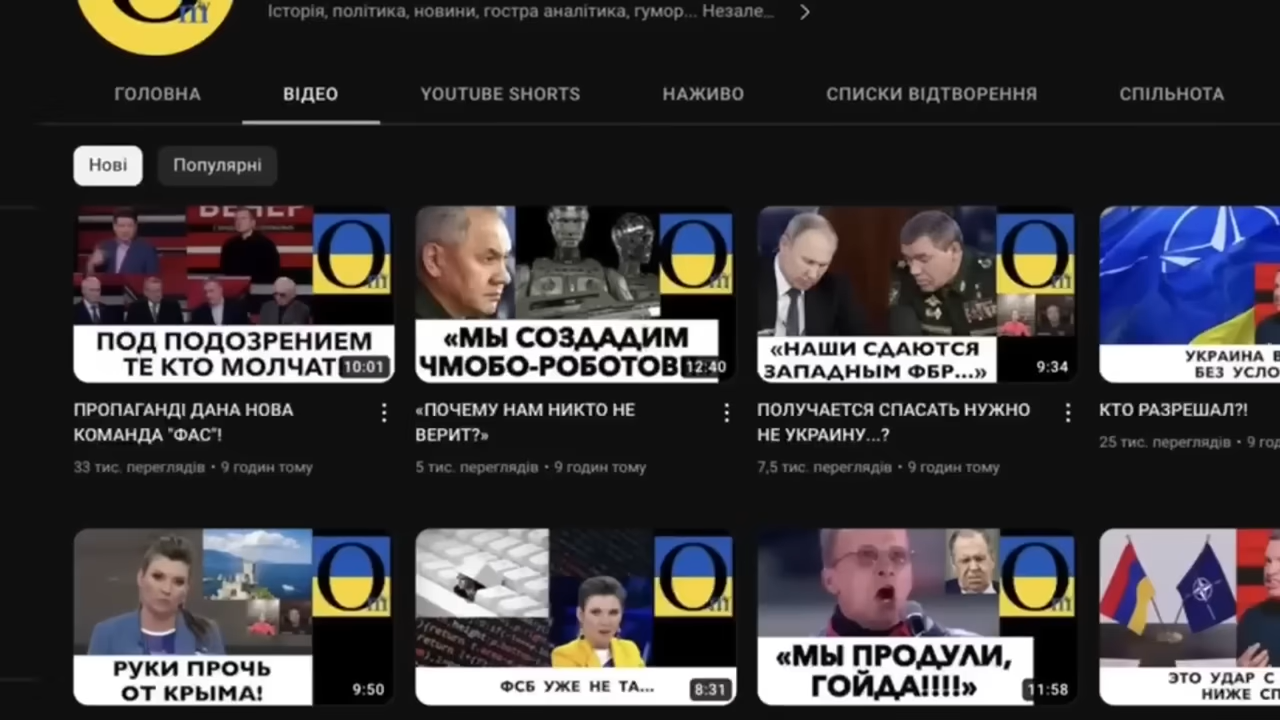 Історія, політика, новини, гостра аналітика, гумор... Незале...
ГОЛОВНА
ВІДЕО
YOUTUBE SHORTS
НАЖИВО
СПИСКИ ВІДТВОРЕННЯ
СПІЛЬНОТА
Нові
Популярні
ПОД ПОДОЗРЕНИЕМ
ТЕ КТО МОЛЧАТ
10:01
«МЫ СОЗДАДИМ
ЧМОБО-РОБОТОВ
12:40
«НАШИ СДАЮТСЯ
ЗАПАДНЫМ ФБР...»
9:34
УКРАИНА В
БЕЗ УСЛО
ПРОПАГАНДІ ДАНА НОВА
КОМАНДА "ФАС"!
33 тис. переглядів • 9 годин тому
«ПОЧЕМУ НАМ НИКТО НЕ
ВЕРИТ?»
5 тис. переглядів • 9 годин тому
ПОЛУЧАЕТСЯ СПАСАТЬ НУЖНО
НЕ УКРАИНУ...?
7,5 тис. переглядів • 9 годин тому
КТО РАЗРЕШАЛ?!
25 тис. переглядів • 9 год
РУКИ ПРОЧЬ
ОТ КРЫМА!
9:50
ФСБ УЖЕ НЕ ТА...
8:31
«МЫ ПРОДУЛИ,
ГОЙДА!!!!»
11:58
ЭТО УДАР С
НИЖЕ СП